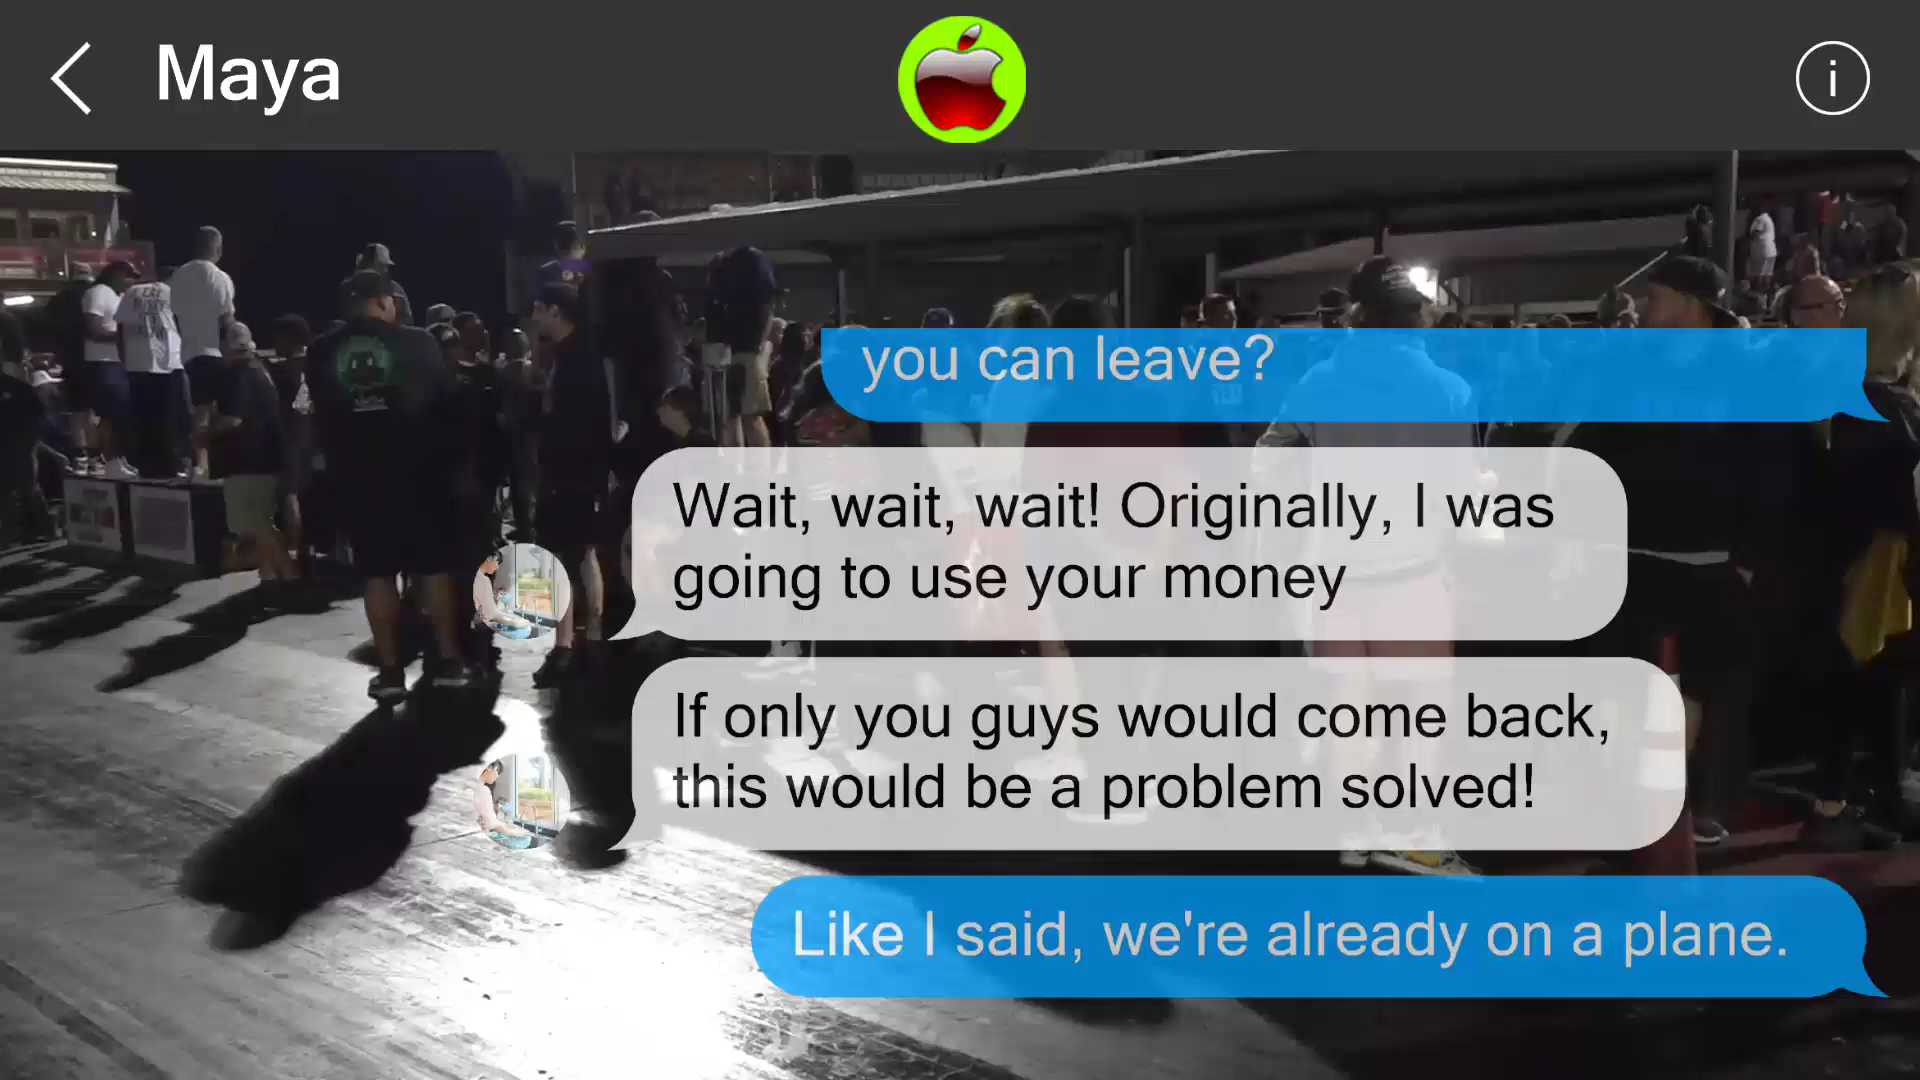 Maya
you can leave?
Wait, wait, wait! Originally, I was
going to use your money
If only you guys would come back,
this would be a problem solved!
Like I said, we're already on a plane.